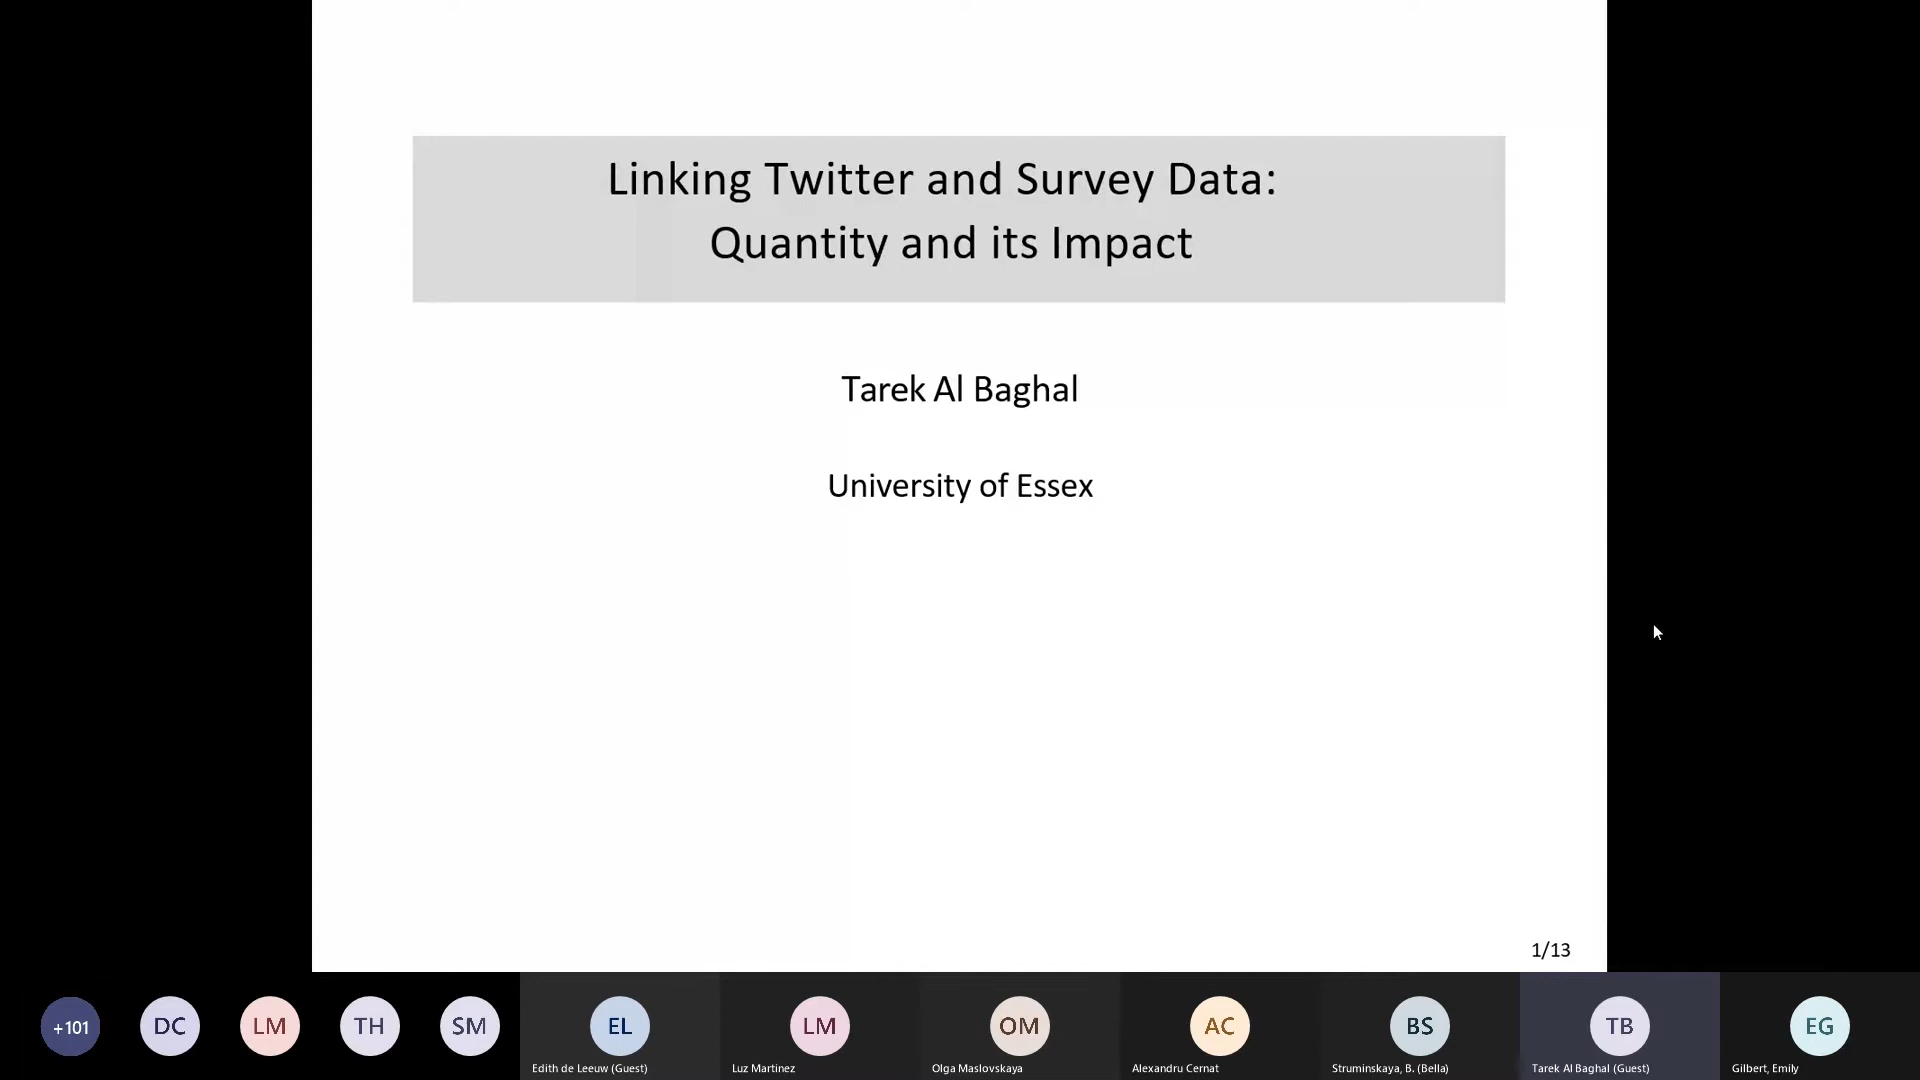 Linking Twitter and Survey Data:
Quantity and its Impact
Tarek Al Baghal
University of Essex
1/13
+101
DC
LM
TH
SM
EL
LM
OM
AC
BS
TB
EG
Edith de Leeuw (Guest)
Luz Martinez
Olga Maslovskaya
Alexandru Cernat
Struminskaya, B. (Bella)
Tarek Al Baghal (Guest)
Gilbert, Emily